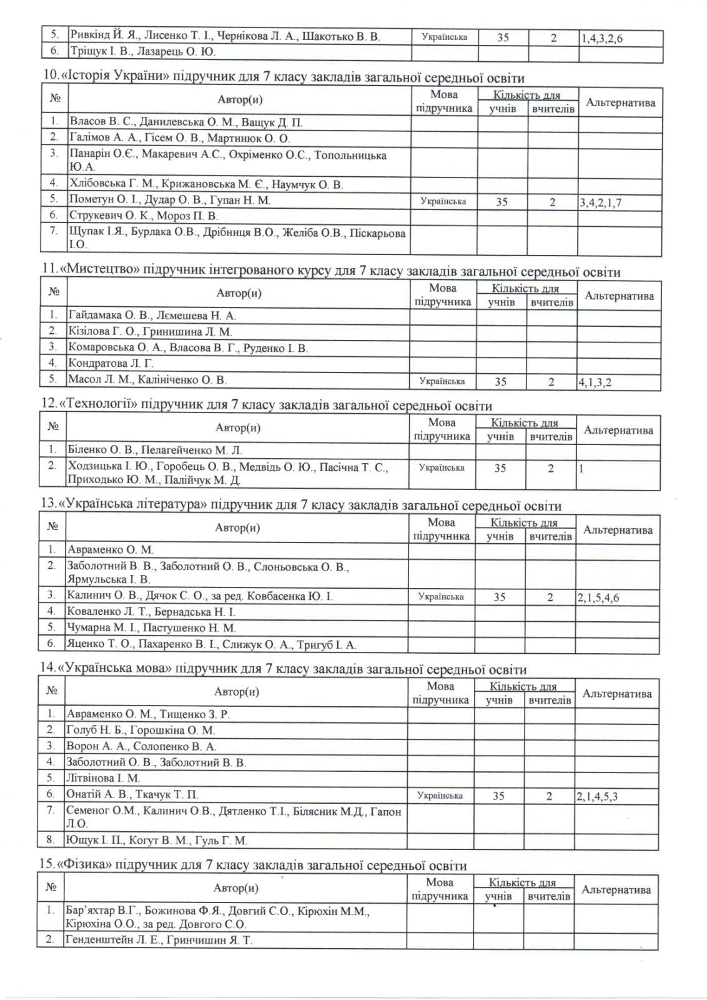 5. Ривкінд Й. Я., Лисенко Т. І., Чернікова Л. А., Шакотько В. В. Українська 35 2 1,4,3,2,6
6. Тріщук І. В., Лазарець О. Ю.
10.«Історія України» підручник для 7 класу закладів загальної середньої освіти
№ Автор(и) Мова підручника Кількість для учнів вчителів Альтернатива
1. Власов В. С., Данилевська О. М., Ващук Д. П.
2. Галімов А. А., Гісем О. В., Мартинюк О. О.
3. Панарін О.Є., Макаревич А.С., Охріменко О.С., Топольницька
Ю.А.
4. Хлібовська Г. М., Крижановська М. Є., Наумчук О. В.
5. Пометун О. І., Дудар О. В., Гупан Н. М. Українська 35 2 3,4,2,1,7
6. Струкевич О. К., Мороз П. В.
7. Щупак І.Я., Бурлака О.В., Дрібниця В.О., Желіба О.В., Піскарьова
І.О.
11.«Мистецтво» підручник інтегрованого курсу для 7 класу закладів загальної середньої освіти
№ Автор(и) Мова підручника Кількість для учнів вчителів Альтернатива
1. Гайдамака О. В., Лємешева Н. А.
2. Кізілова Г. О., Гринишина Л. М.
3. Комаровська О. А., Власова В. Г., Руденко І. В.
4. Кондратова Л. Г.
5. Масол Л. М., Калініченко О. В. Українська 35 2 4,1,3,2
12.«Технології» підручник для 7 класу закладів загальної середньої освіти
№ Автор(и) Мова підручника Кількість для учнів вчителів Альтернатива
1. Біленко О. В., Пелагейченко М. Л.
2. Ходзицька І. Ю., Горобець О. В., Медвідь О. Ю., Пасічна Т. С., Українська 35 2 1
Приходько Ю. М., Палійчук М. Д.
13.«Українська література» підручник для 7 класу закладів загальної середньої освіти
№ Автор(и) Мова підручника Кількість для учнів вчителів Альтернатива
1. Авраменко О. М.
2. Заболотний В. В., Заболотний О. В., Слоньовська О. В.,
Ярмульська І. В.
3. Калинич О. В., Дячок С. О., за ред. Ковбасенка Ю. І. Українська 35 2 2,1,5,4,6
4. Коваленко Л. Т., Бернадська Н. І.
5. Чумарна М. І., Пастушенко Н. М.
6. Яценко Т. О., Пахаренко В. І., Слижук О. А., Тригуб І. А.
14.«Українська мова» підручник для 7 класу закладів загальної середньої освіти
№ Автор(и) Мова підручника Кількість для учнів вчителів Альтернатива
1. Авраменко О. М., Тищенко З. Р.
2. Голуб Н. Б., Горошкіна О. М.
3. Ворон А. А., Солопенко В. А.
4. Заболотний О. В., Заболотний В. В.
5. Літвінова І. М.
6. Онатій А. В., Ткачук Т. П. Українська 35 2 2,1,4,5,3
7. Семеног О.М., Калинич О.В., Дятленко Т.І., Білясник М.Д., Гапон
Л.О.
8. Ющук І. П., Когут В. М., Гуль Г. М.
15.«Фізика» підручник для 7 класу закладів загальної середньої освіти
№ Автор(и) Мова підручника Кількість для учнів вчителів Альтернатива
1. Бар’яхтар В.Г., Божинова Ф.Я., Довгий С.О., Кірюхін М.М.,
Кірюхіна О.О., за ред. Довгого С.О.
2. Генденштейн Л. Е., Гринчишин Я. Т.